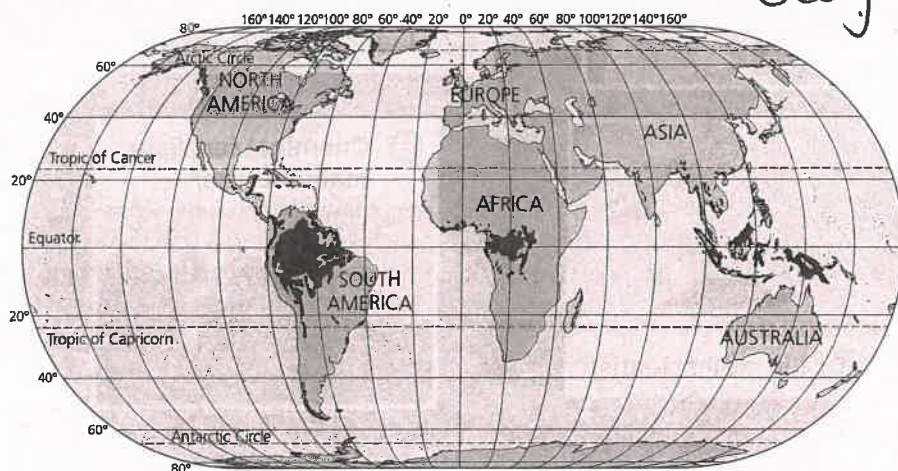 160° 140° 120° 100° 80° 60° 40° 20° 0° 20° 40° 60° 80° 100° 120° 140° 160°
80°
Arctic Circle
60°
NORTH
AMERICA
EUROPE
40°
ASIA
Tropic of Cancer
20°
AFRICA
Equator
SOUTH
AMERICA
20°
Tropic of Capricorn
AUSTRALIA
40°
60°
Antarctic Circle
80°